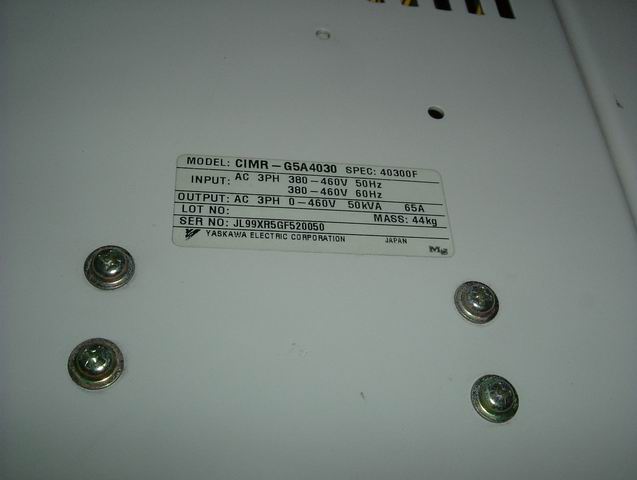 MODEL: CIMR-G5A4030 SPEC: 40300F
INPUT: AC 3PH 380-460V 50Hz
380-460V 60Hz
OUTPUT: AC 3PH 0-460V 50kVA 65A
LOT NO: MASS: 44kg
SER NO: JL99XR5GF520050
YASKAWA ELECTRIC CORPORATION JAPAN